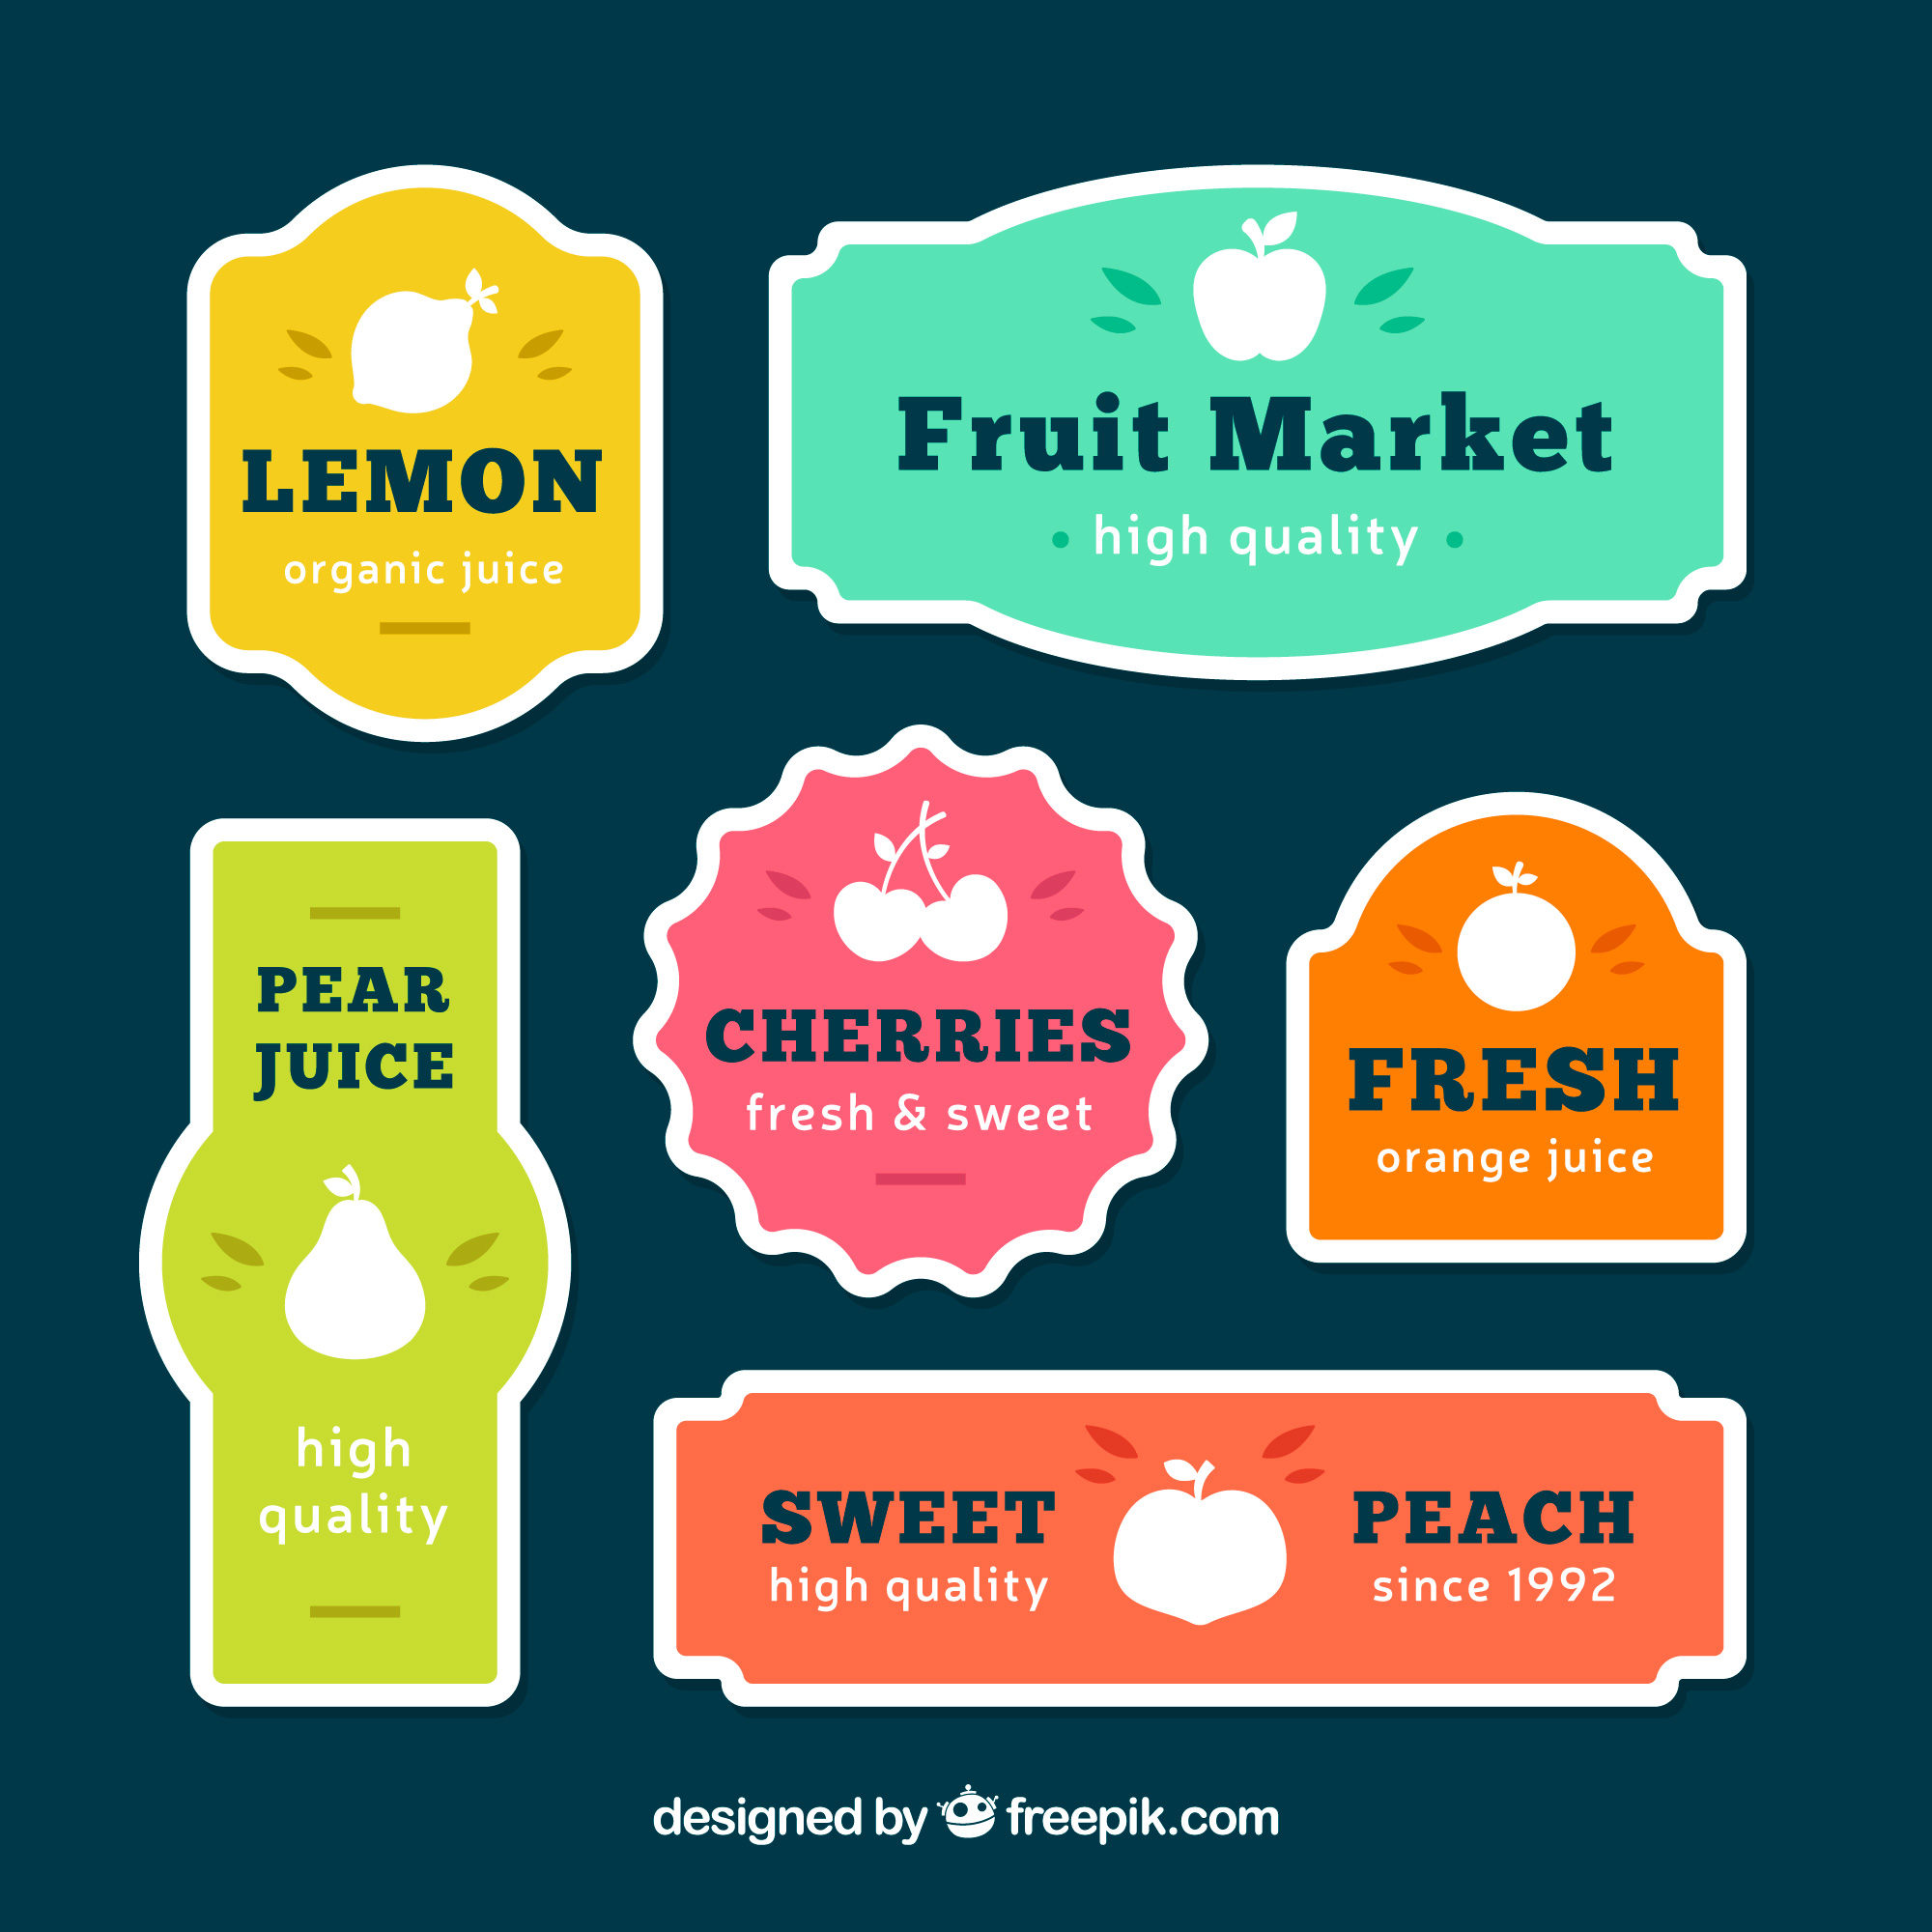 LEMON
organic juice
Fruit Market
• high quality •
PEAR
JUICE
high
quality
CHERRIES
fresh & sweet
FRESH
orange juice
SWEET
high quality
PEACH
since 1992
designed by freepik.com